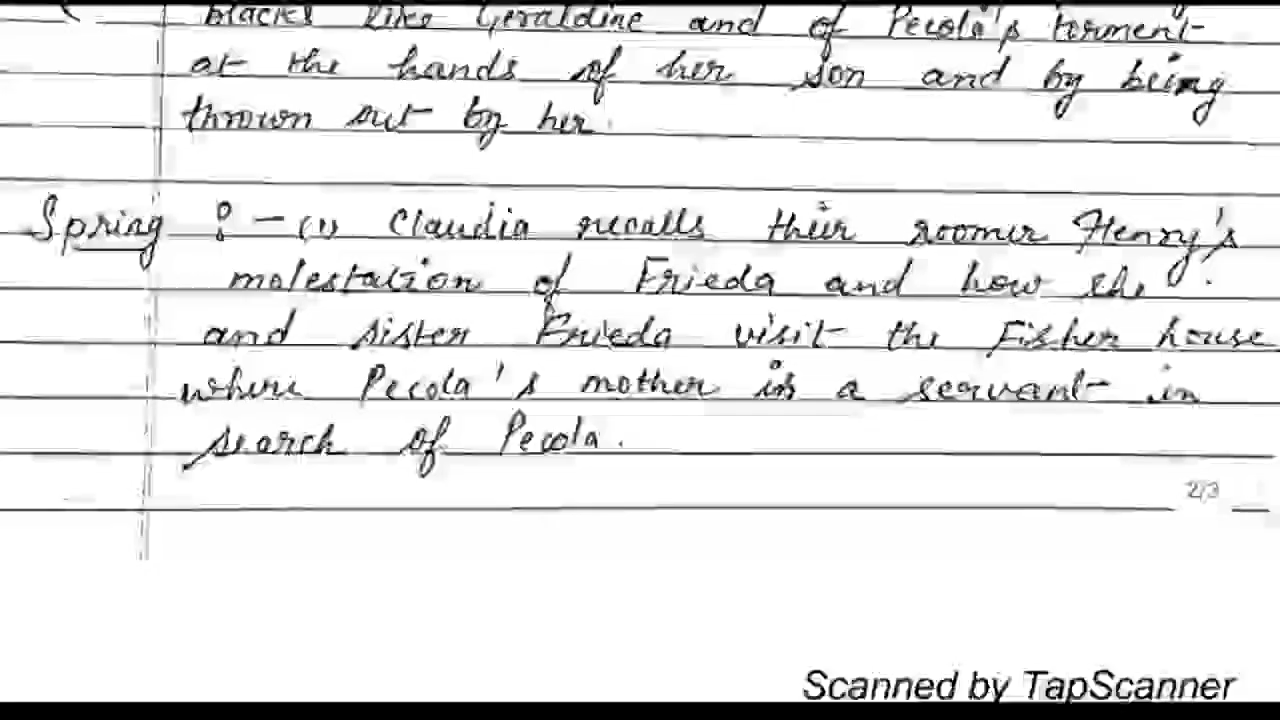 blacks like Geraldine and of Pecola's torment
at the hands of her son and by being
thrown out by her.
Spring :- (i) Claudia recalls their roomer Henry's
molestation of Frieda and how she
and sister Frieda visit the Fisher house
where Pecola's mother is a servant in
search of Pecola.
2/3
Scanned by TapScanner